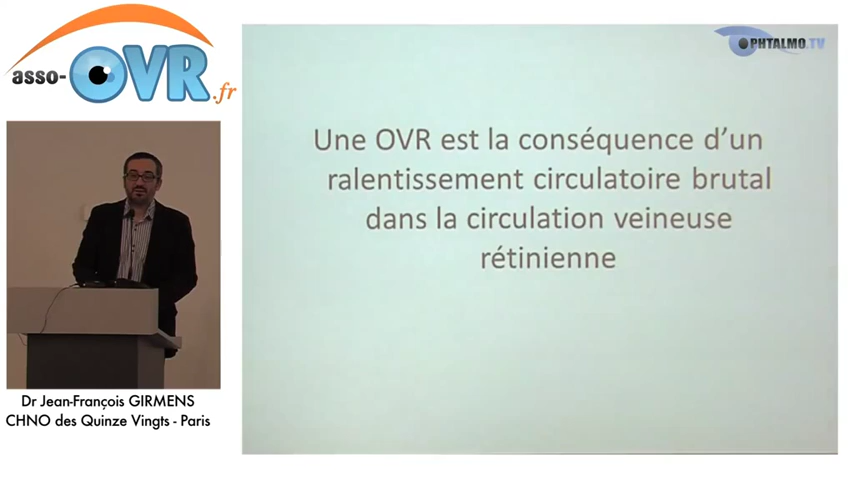 asso-OVR.fr
OPHTALMO.TV
Une OVR est la conséquence d'un
ralentissement circulatoire brutal
dans la circulation veineuse
rétinienne
Dr Jean-François GIRMENS
CHNO des Quinze Vingts - Paris